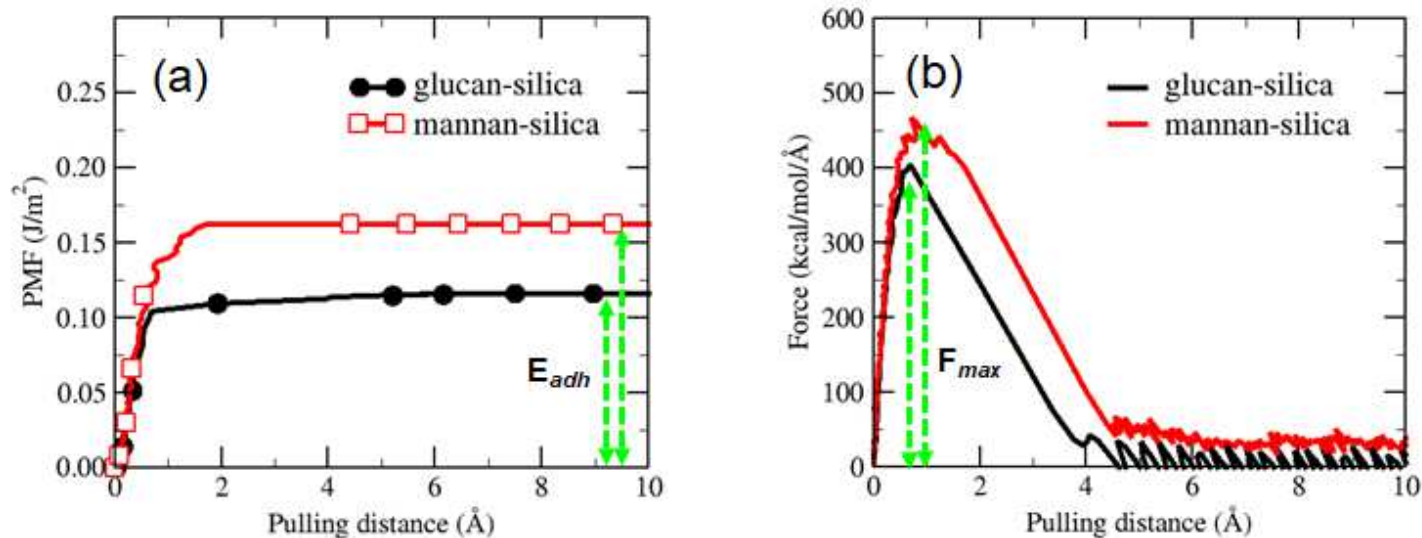 (a)
glucan-silica
mannan-silica
PMF (J/m²)
0.25
0.20
0.15
0.10
0.05
0.00
E_adh
0 2 4 6 8 10
Pulling distance (Å)
(b)
glucan-silica
mannan-silica
Force (kcal/mol/Å)
600
500
400
300
200
100
0
F_max
0 2 4 6 8 10
Pulling distance (Å)